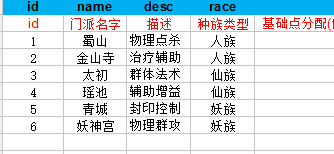 id name desc race
id 门派名字 描述 种族类型 基础点分配(
1 蜀山 物理点杀 人族
2 金山寺 治疗辅助 人族
3 太初 群体法术 仙族
4 瑶池 辅助增益 仙族
5 青城 封印控制 妖族
6 妖神宫 物理群攻 妖族